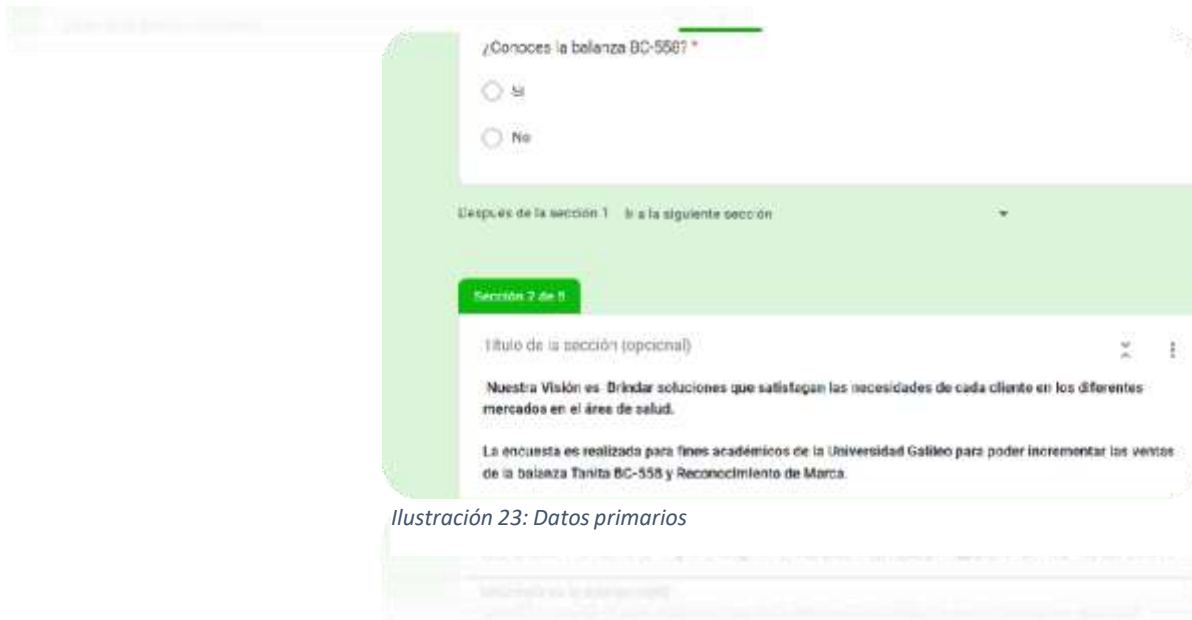 ¿Conoces la balanza BC-558? *
Si
No
Después de la sección 1 Ir a la siguiente sección
Sección 2 de
Título de la sección (opcional)
Nuestra Visión es Brindar soluciones que satisfagan las necesidades de cada cliente en los diferentes
mercados en el área de salud.
La encuesta es realizada para fines académicos de la Universidad Galileo para poder incrementar las ventas
de la balanza Tanita BC-558 y Reconocimiento de Marca.
Ilustración 23: Datos primarios